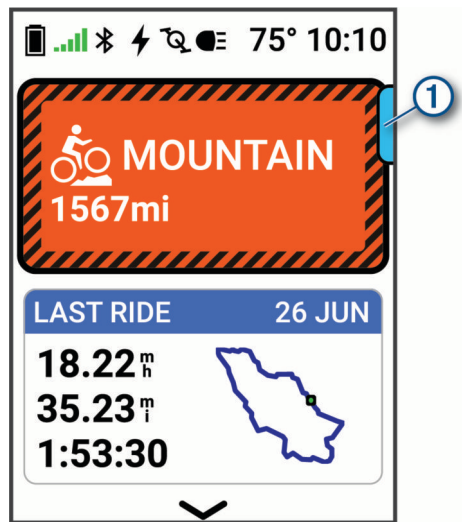 75° 10:10
1
MOUNTAIN
1567mi
LAST RIDE 26 JUN
18.22 mh
35.23 mi
1:53:30